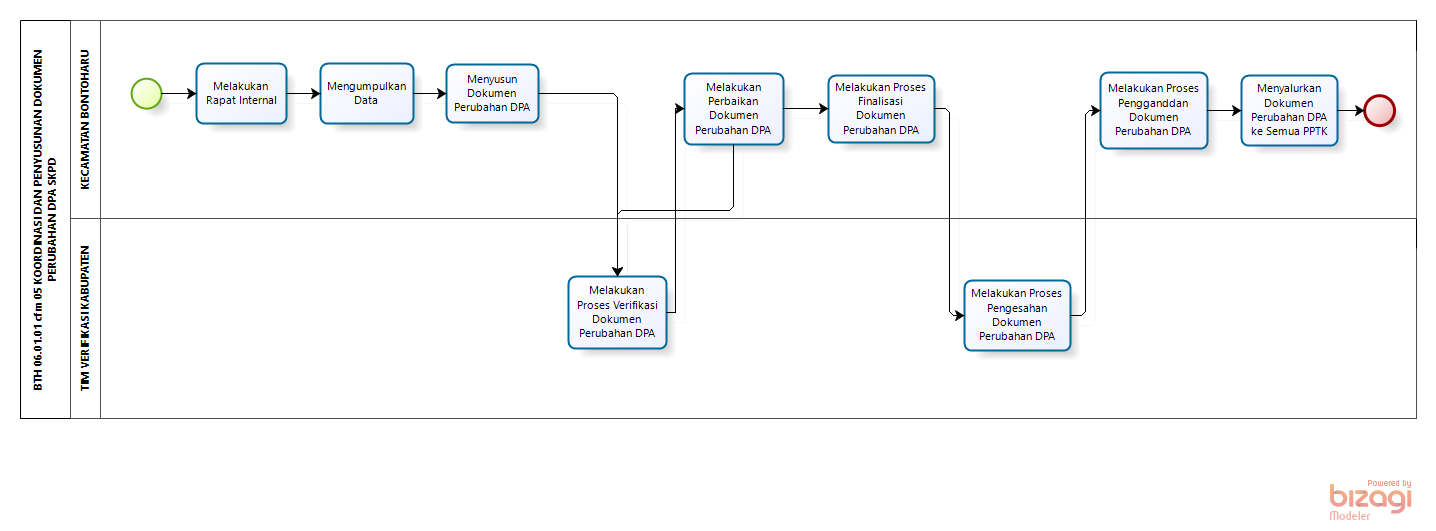 BTH 06.01.01 cfm 05 KOORDINASI DAN PENYUSUNAN DOKUMEN
PERUBAHAN DPA SKPD
KECAMATAN BONTOHARU
Melakukan
Rapat Internal
Mengumpulkan
Data
Menyusun
Dokumen
Perubahan DPA
Melakukan
Perbaikan
Dokumen
Perubahan DPA
Melakukan Proses
Finalisasi
Dokumen
Perubahan DPA
Melakukan Proses
Pengganddan
Dokumen
Perubahan DPA
Menyalurkan
Dokumen
Perubahan DPA
ke Semua PPTK
TIM VERIFIKASI KABUPATEN
Melakukan
Proses Verifikasi
Dokumen
Perubahan DPA
Melakukan Proses
Pengesahan
Dokumen
Perubahan DPA
Powered by
bizagi
Modeler